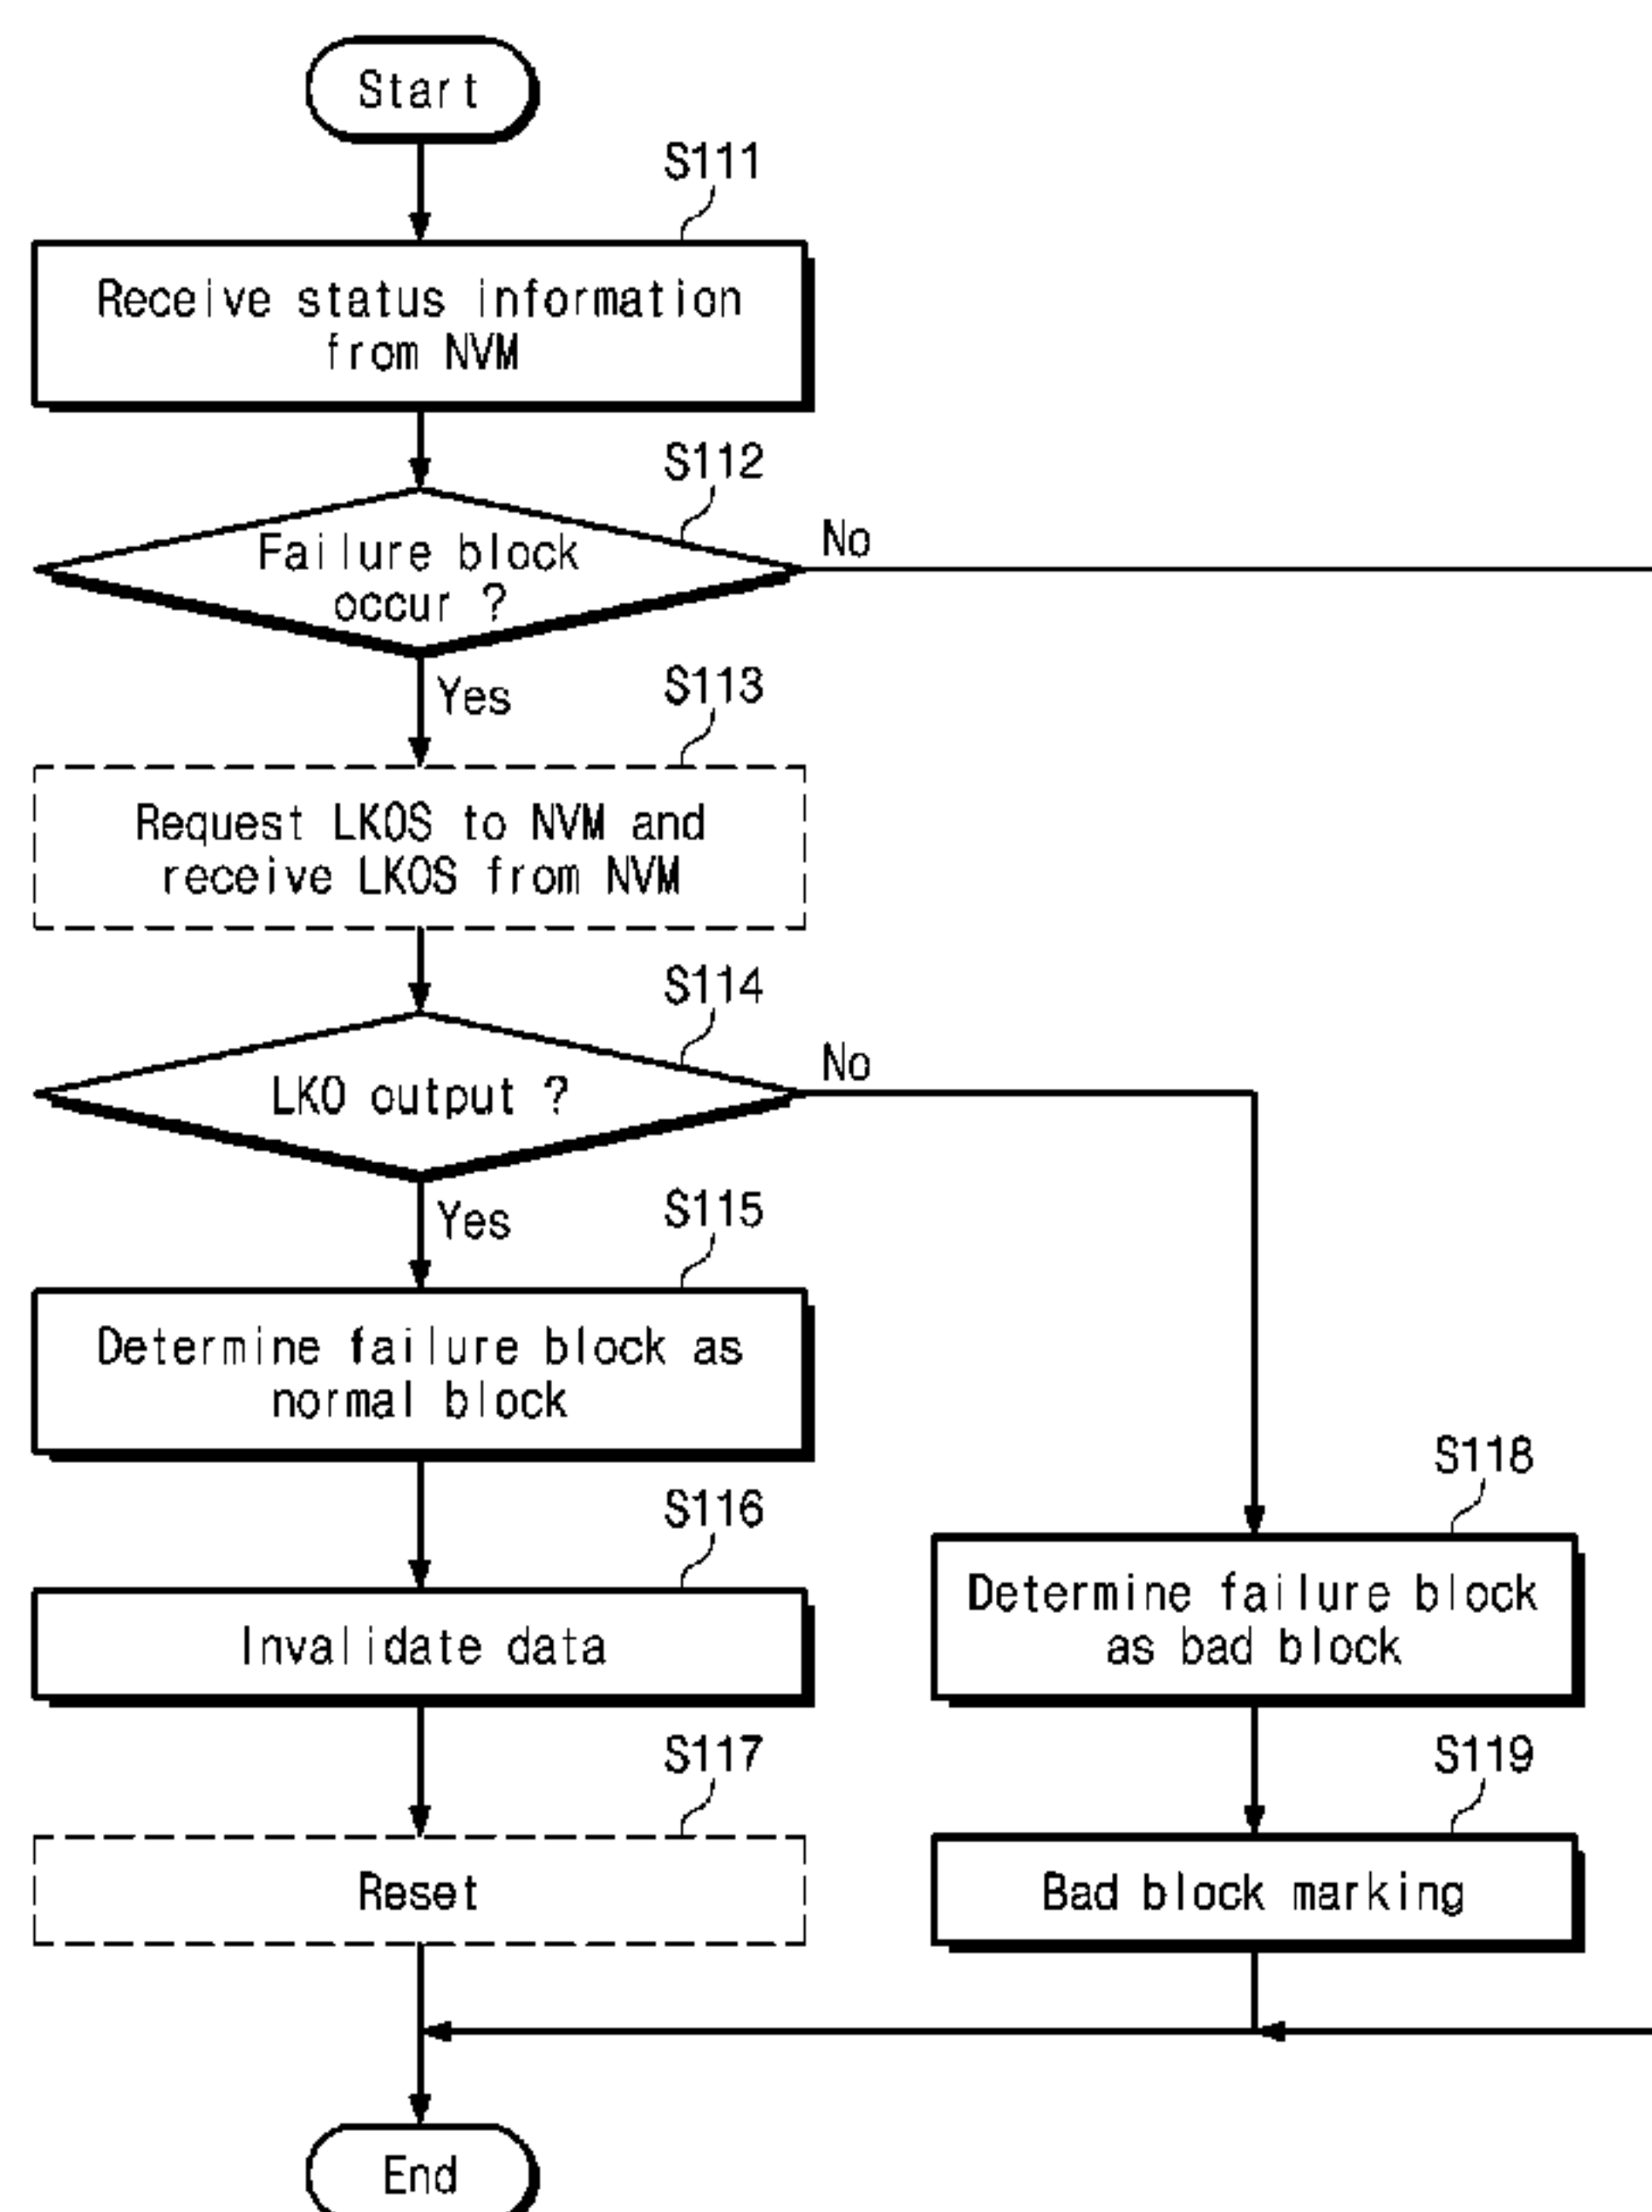 Start
S111
Receive status information
from NVM
S112
Failure block
occur ?
No
Yes
S113
Request LKOS to NVM and
receive LKOS from NVM
S114
LKO output ?
No
Yes
S115
Determine failure block as
normal block
S116
Invalidate data
S117
Reset
S118
Determine failure block
as bad block
S119
Bad block marking
End